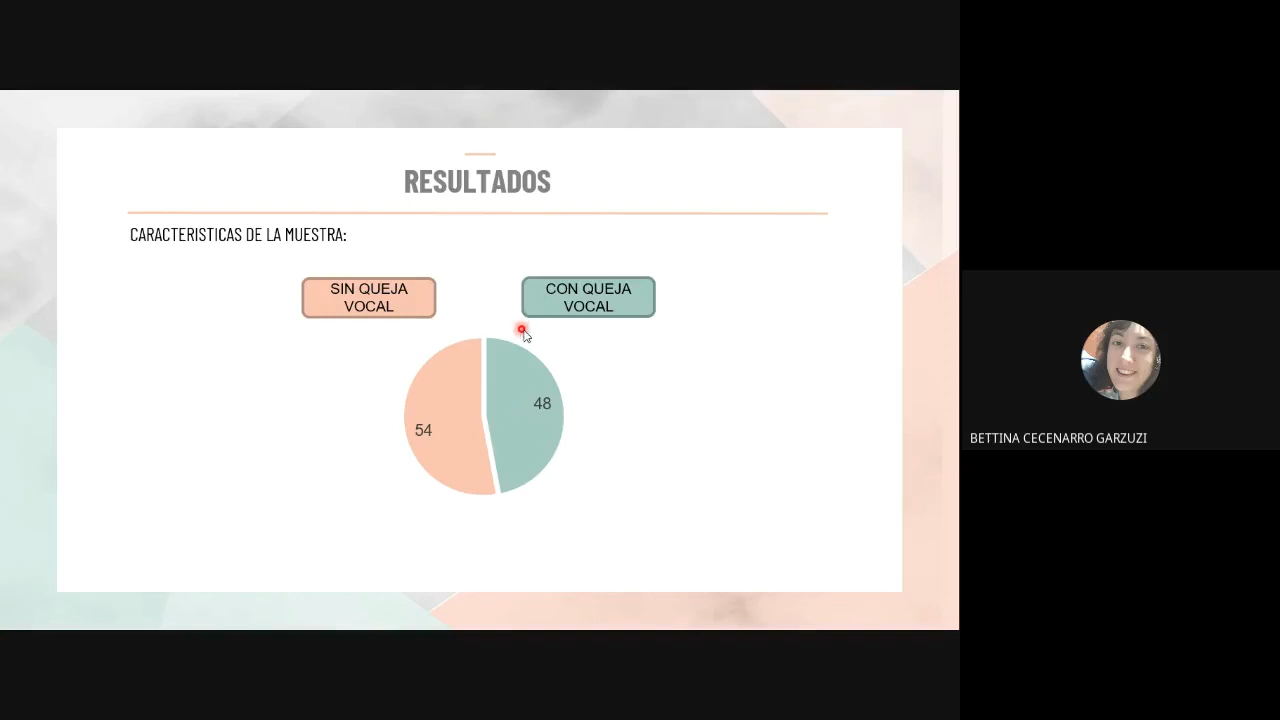 RESULTADOS
CARACTERISTICAS DE LA MUESTRA:
SIN QUEJA
VOCAL
CON QUEJA
VOCAL
48
54
BETTINA CECENARRO GARZUZI